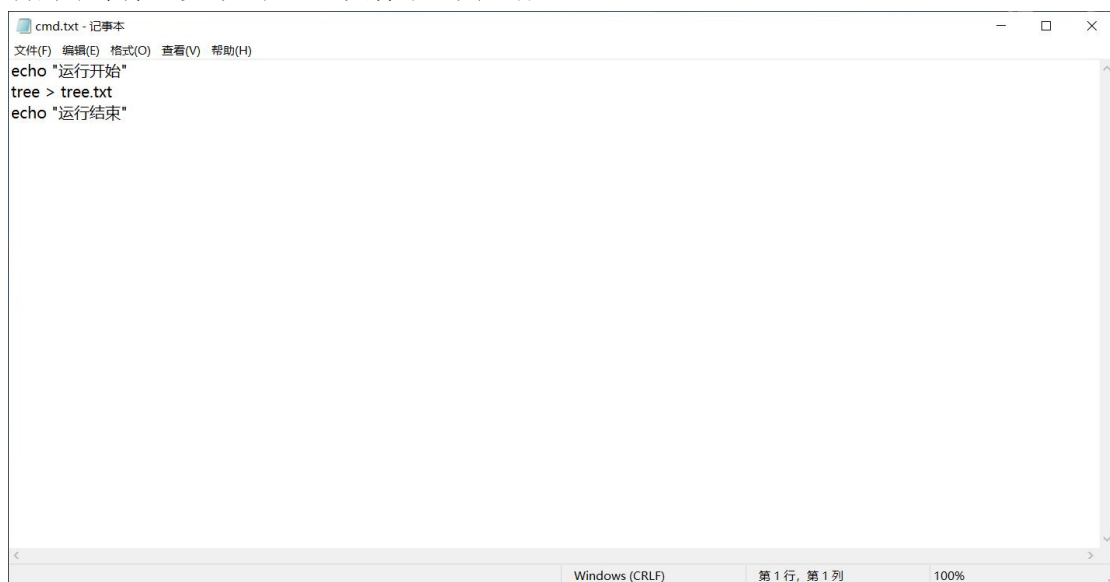 cmd.txt - 记事本
文件(F) 编辑(E) 格式(O) 查看(V) 帮助(H)
echo "运行开始"
tree > tree.txt
echo "运行结束"
Windows (CRLF) 第 1 行，第 1 列 100%